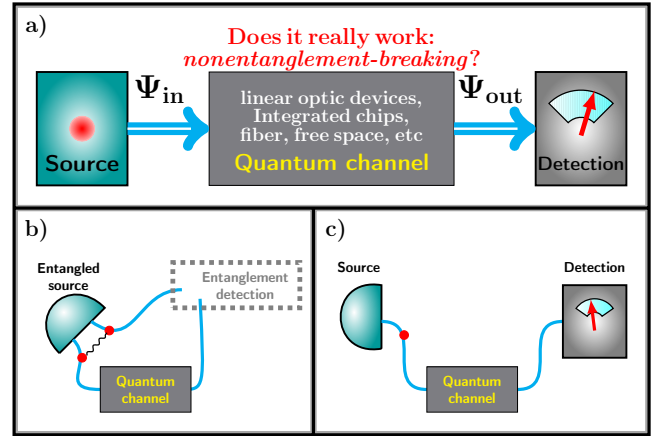 a)
Does it really work:
nonentanglement-breaking?
Ψin
Ψout
linear optic devices,
Integrated chips,
fiber, free space, etc
Quantum channel
Source
Detection
b)
Entangled
source
Entanglement
detection
Quantum
channel
c)
Source
Detection
Quantum
channel